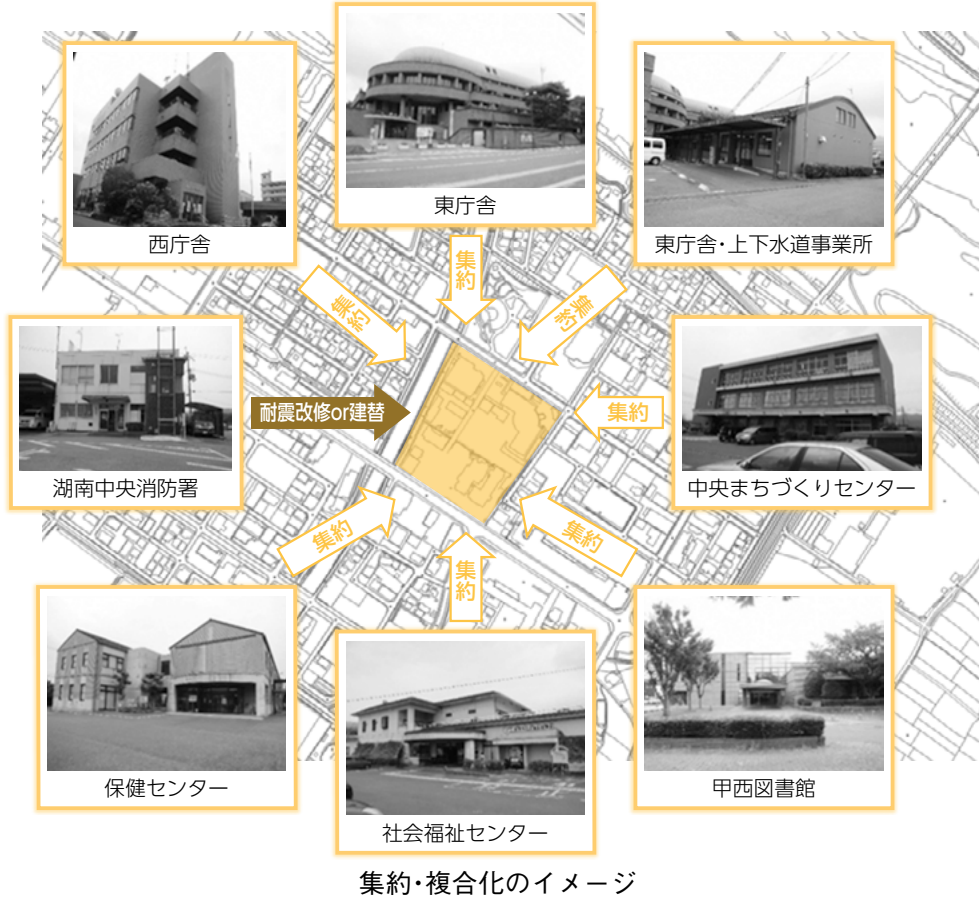 西庁舎
東庁舎
東庁舎・上下水道事業所
集約
集約
集約
湖南中央消防署
耐震改修or建替
集約
中央まちづくりセンター
集約
集約
集約
保健センター
社会福祉センター
甲西図書館
集約・複合化のイメージ